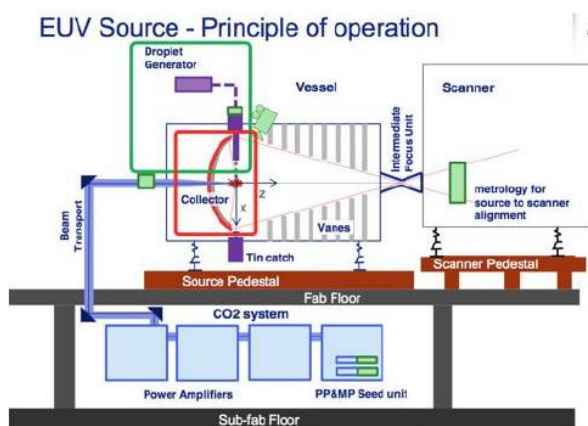 EUV Source - Principle of operation
Droplet
Generator
Vessel
Scanner
Intermediate
Focus Unit
Collector
Z
X
metrology for
source to scanner
alignment
Beam
Transport
Vanes
Tin catch
Source Pedestal
Scanner Pedestal
Fab Floor
CO2 system
Power Amplifiers
PP&MP Seed unit
Sub-fab Floor